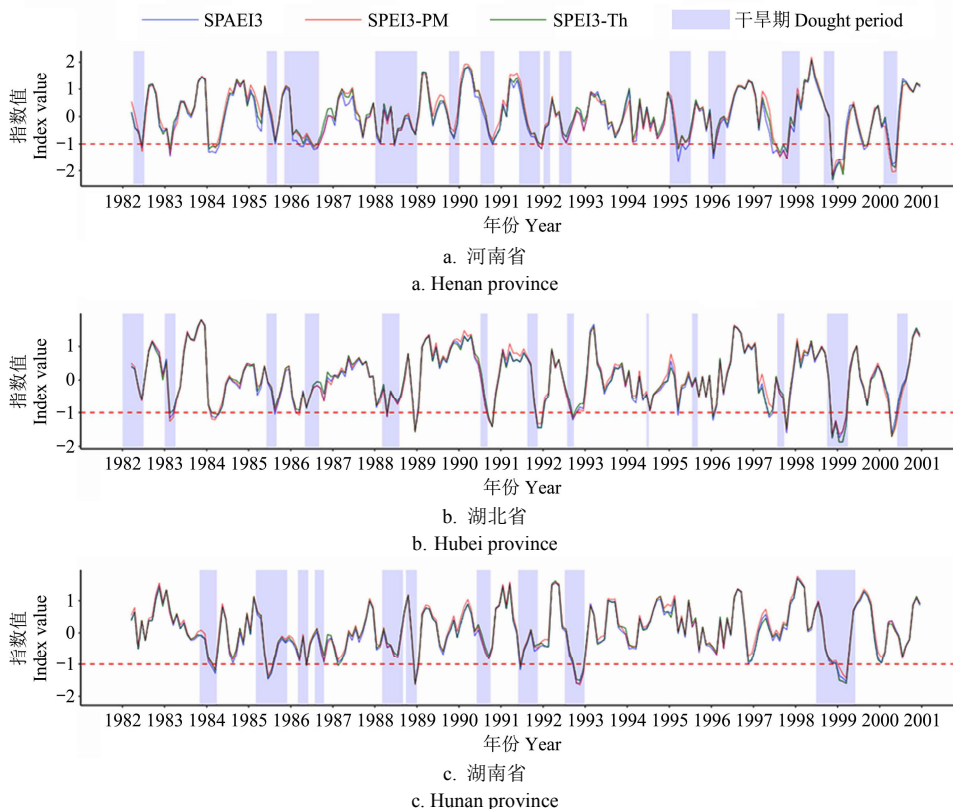 SPAEI3 SPEI3-PM SPEI3-Th 干旱期 Dought period
指数值
Index value
2
1
0
−1
−2
1982 1983 1984 1985 1986 1987 1988 1989 1990 1991 1992 1993 1994 1995 1996 1997 1998 1999 2000 2001
年份 Year
a. 河南省
a. Henan province
指数值
Index value
1
0
−1
−2
1982 1983 1984 1985 1986 1987 1988 1989 1990 1991 1992 1993 1994 1995 1996 1997 1998 1999 2000 2001
年份 Year
b. 湖北省
b. Hubei province
指数值
Index value
1
0
−1
−2
1982 1983 1984 1985 1986 1987 1988 1989 1990 1991 1992 1993 1994 1995 1996 1997 1998 1999 2000 2001
年份 Year
c. 湖南省
c. Hunan province